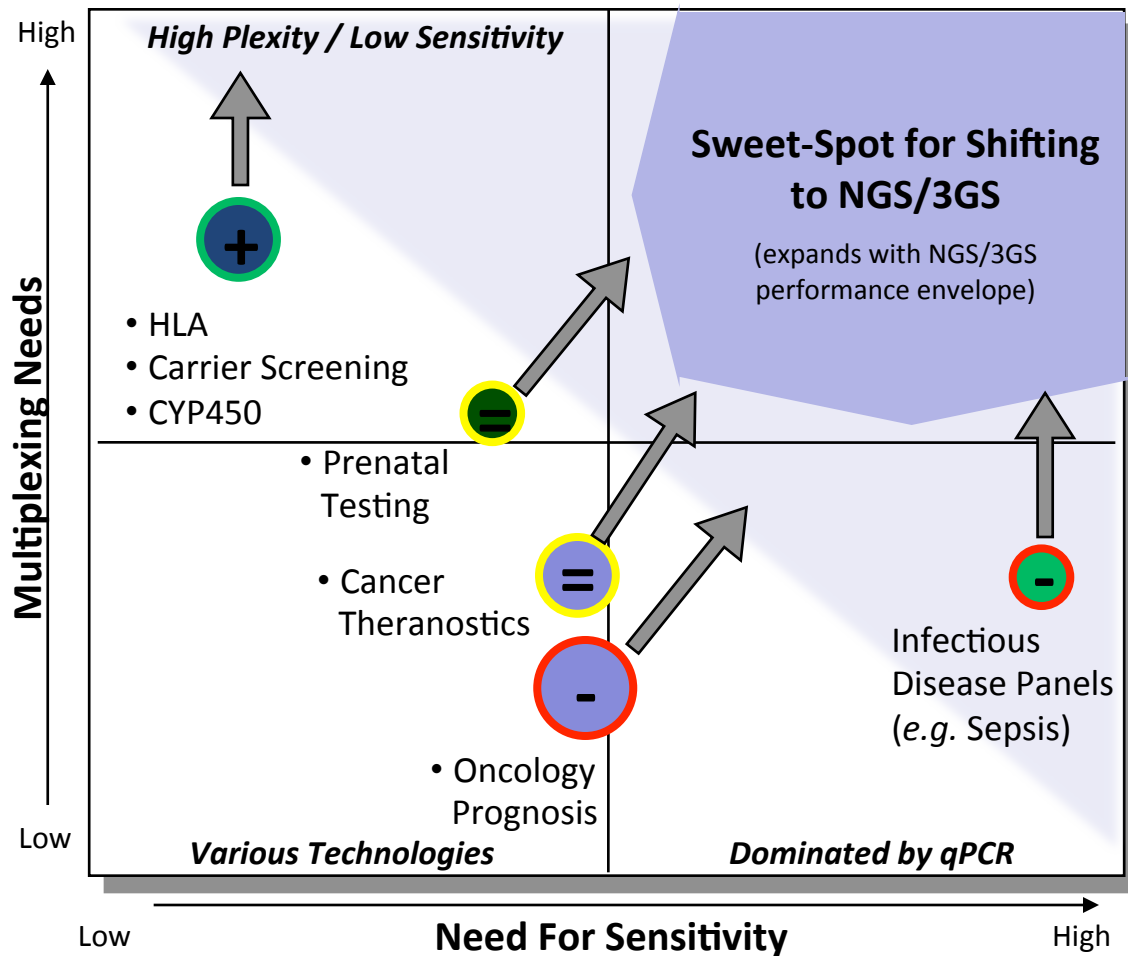 High
High Plexity / Low Sensitivity
Sweet-Spot for Shifting
to NGS/3GS
(expands with NGS/3GS
performance envelope)
+
• HLA
• Carrier Screening
• CYP450
=
• Prenatal
Testing
=
• Cancer
Theranostics
-
Infectious
Disease Panels
(e.g. Sepsis)
-
• Oncology
Prognosis
Multiplexing Needs
Low
Various Technologies
Dominated by qPCR
Low
Need For Sensitivity
High